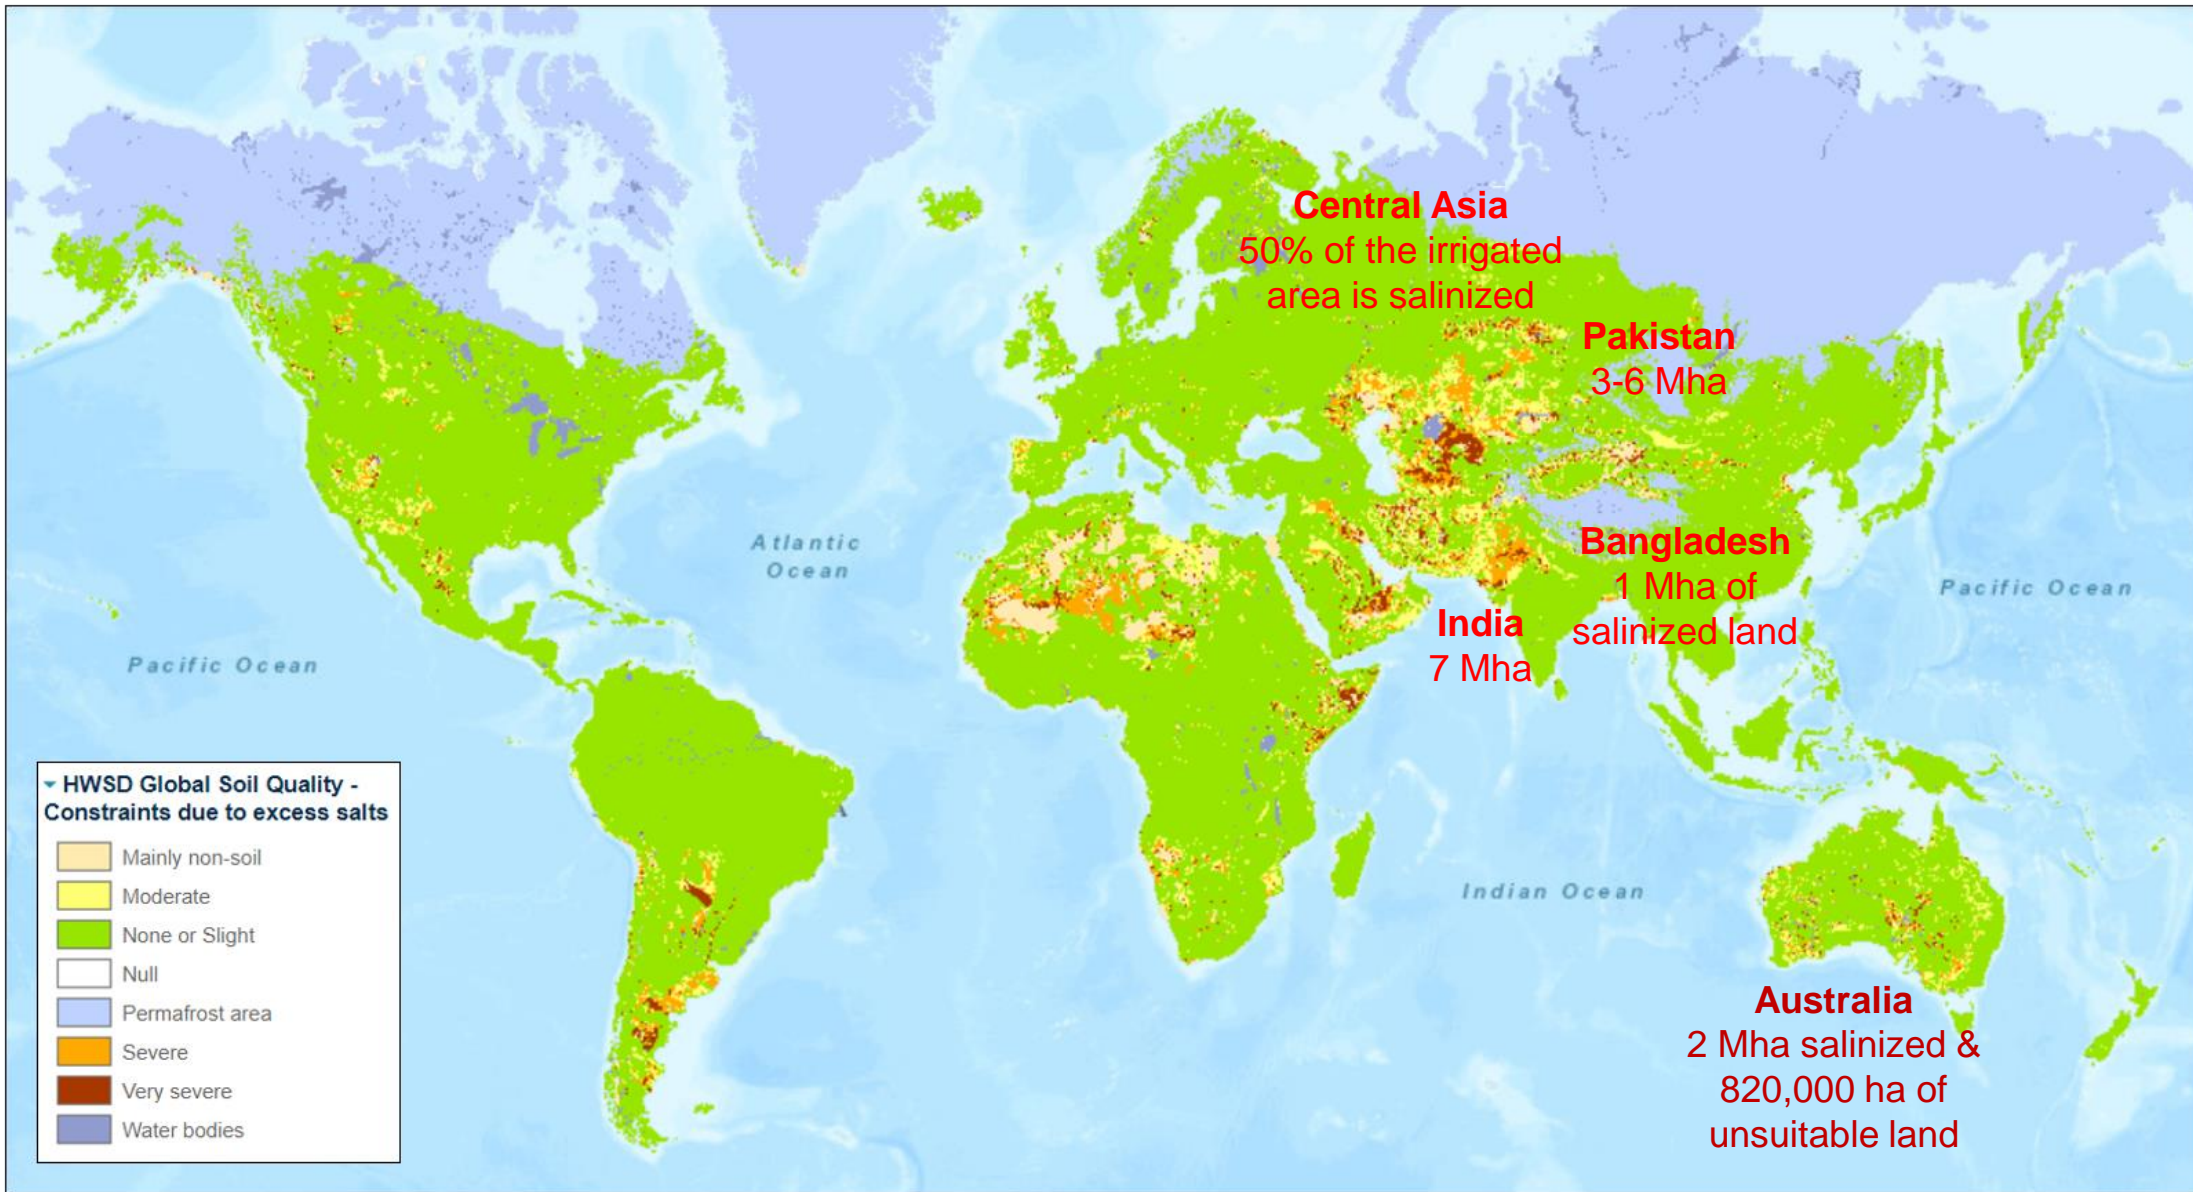 Central Asia
50% of the irrigated
area is salinized
Pakistan
3-6 Mha
Atlantic
Ocean
Bangladesh
1 Mha of
salinized land
Pacific Ocean
India
7 Mha
Pacific Ocean
HWSD Global Soil Quality -
Constraints due to excess salts
Mainly non-soil
Moderate
None or Slight
Null
Permafrost area
Severe
Very severe
Water bodies
Indian Ocean
Australia
2 Mha salinized &
820,000 ha of
unsuitable land